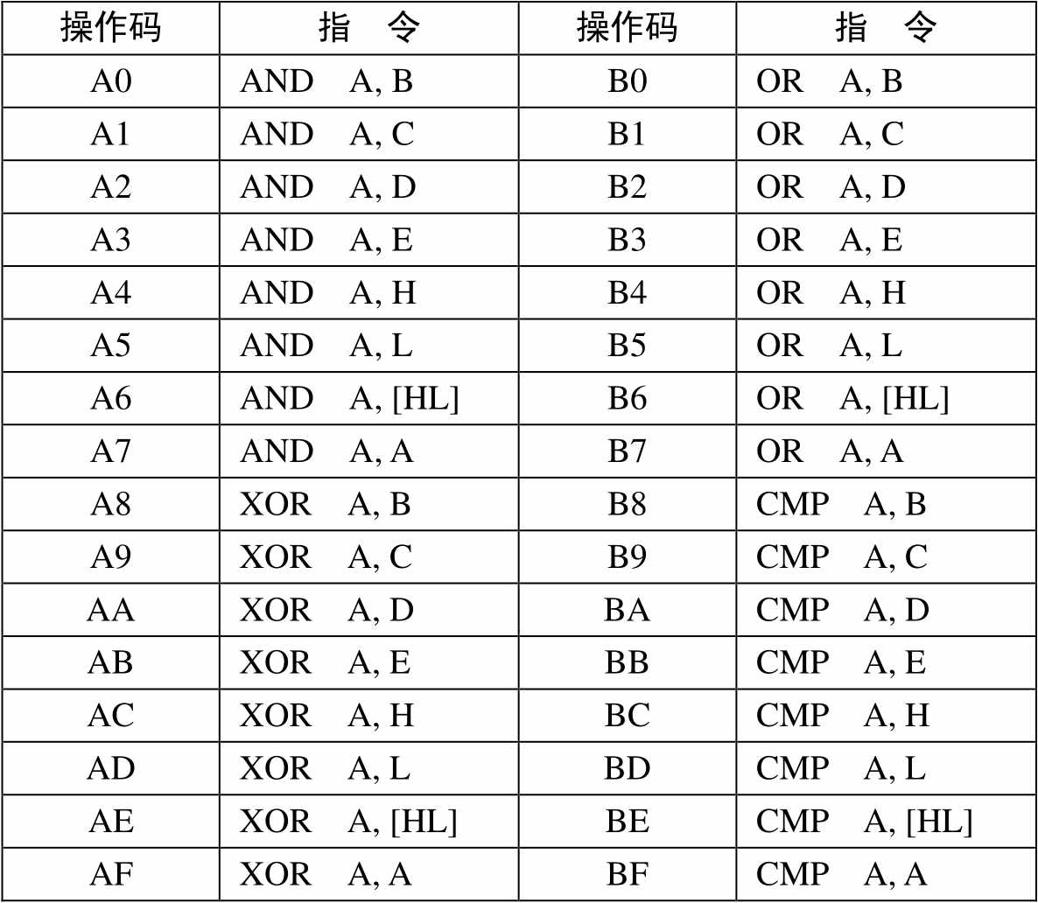 操作码 指 令 操作码 指 令
A0 AND A, B B0 OR A, B
A1 AND A, C B1 OR A, C
A2 AND A, D B2 OR A, D
A3 AND A, E B3 OR A, E
A4 AND A, H B4 OR A, H
A5 AND A, L B5 OR A, L
A6 AND A, [HL] B6 OR A, [HL]
A7 AND A, A B7 OR A, A
A8 XOR A, B B8 CMP A, B
A9 XOR A, C B9 CMP A, C
AA XOR A, D BA CMP A, D
AB XOR A, E BB CMP A, E
AC XOR A, H BC CMP A, H
AD XOR A, L BD CMP A, L
AE XOR A, [HL] BE CMP A, [HL]
AF XOR A, A BF CMP A, A